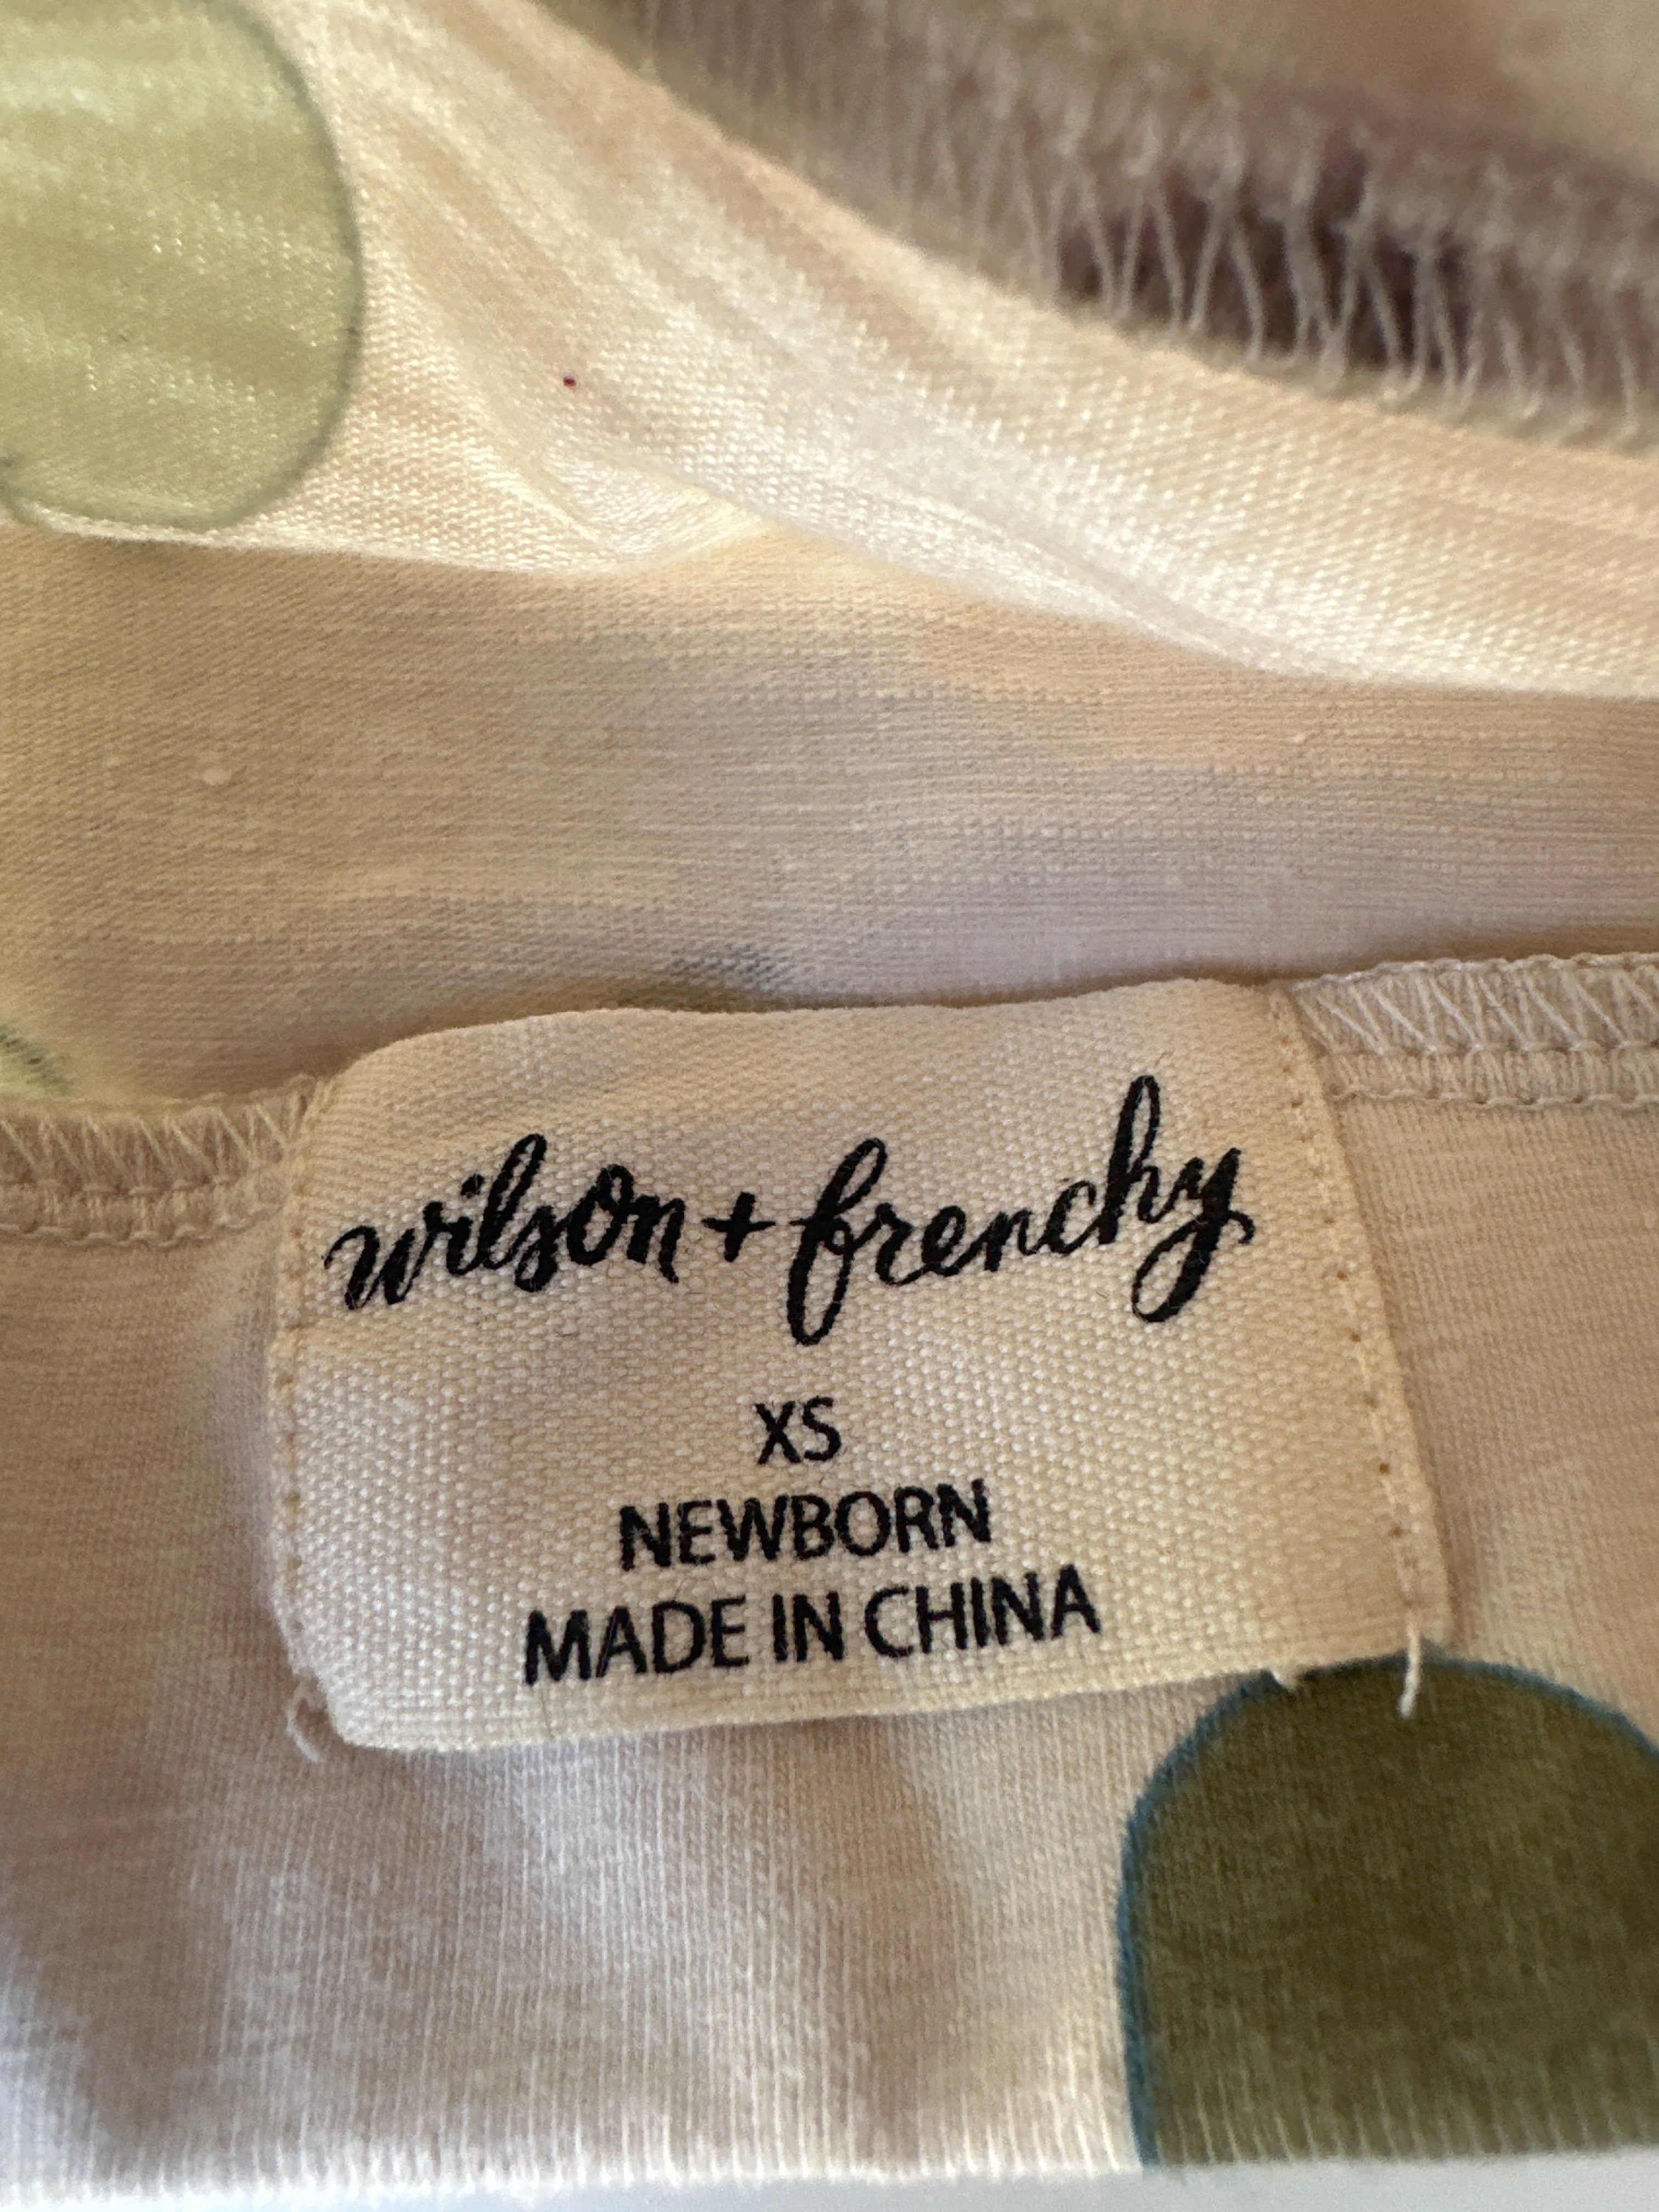 wilson + frenchy
XS
NEWBORN
MADE IN CHINA